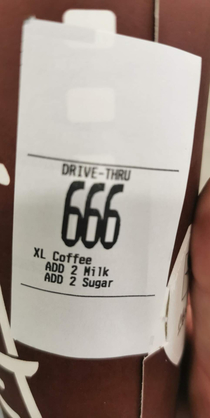 DRIVE-THRU
666
XL Coffee
ADD 2 Milk
ADD 2 Sugar